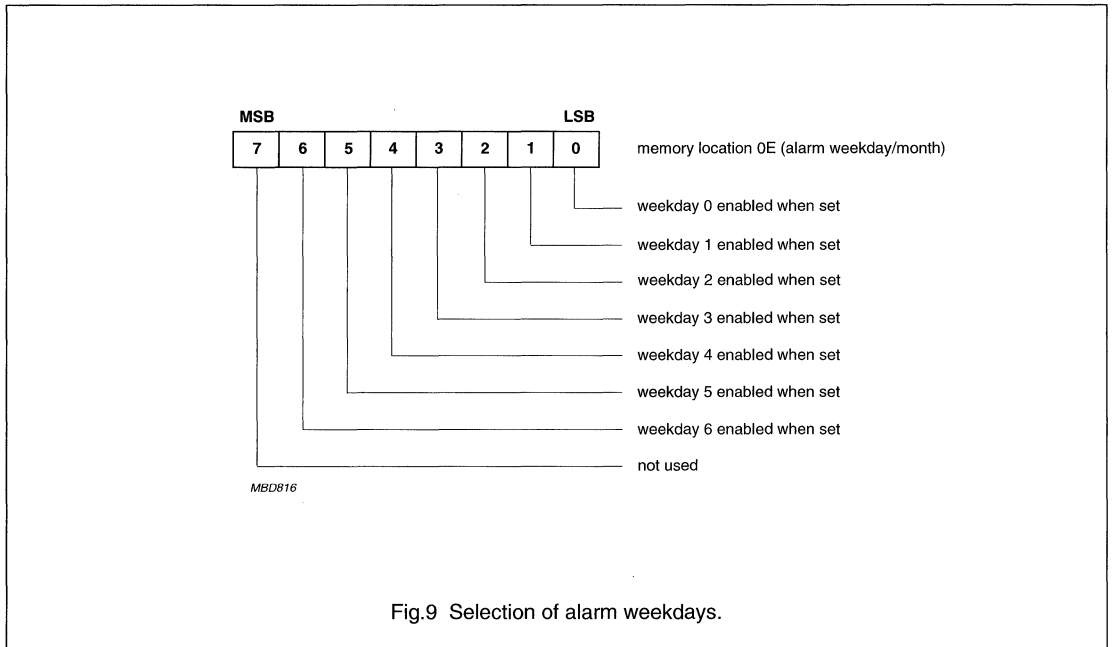 MSB LSB
7 6 5 4 3 2 1 0 memory location 0E (alarm weekday/month)
weekday 0 enabled when set
weekday 1 enabled when set
weekday 2 enabled when set
weekday 3 enabled when set
weekday 4 enabled when set
weekday 5 enabled when set
weekday 6 enabled when set
not used
MBD816
Fig.9 Selection of alarm weekdays.